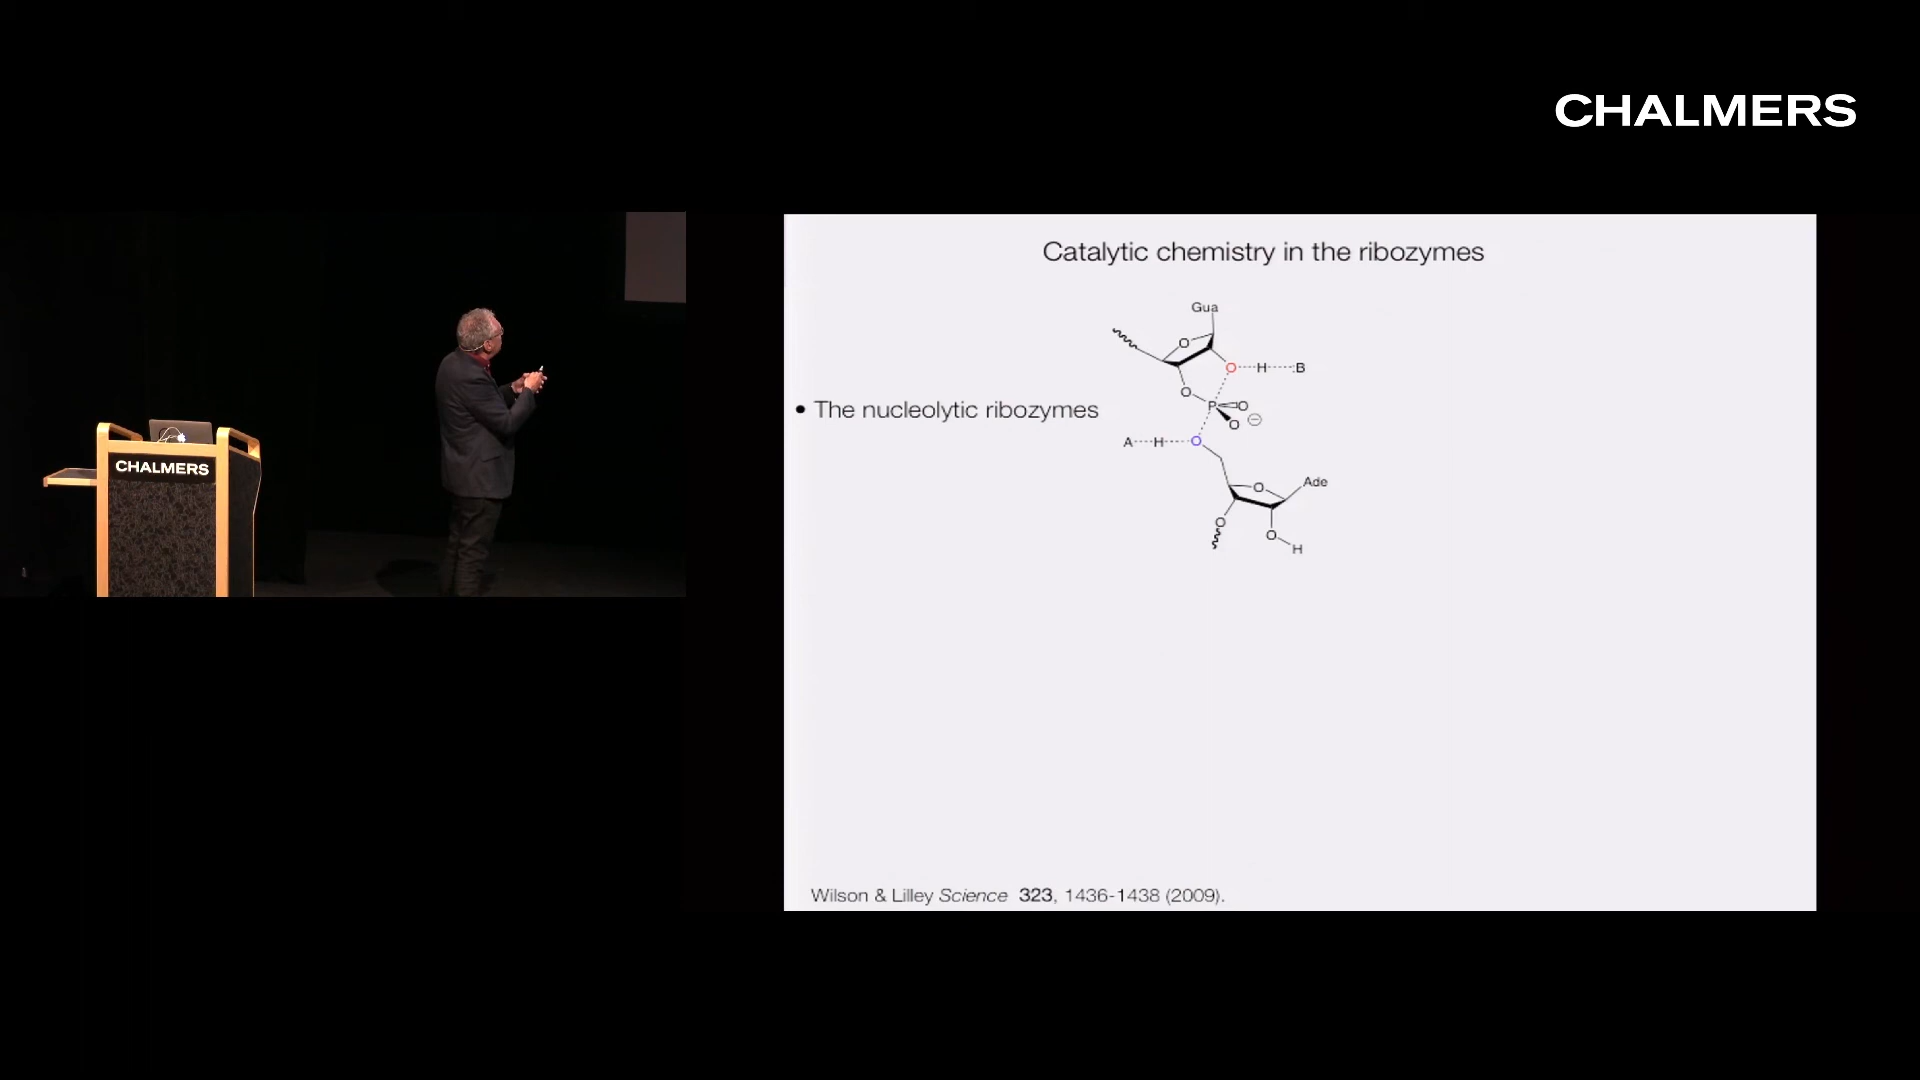 CHALMERS
CHALMERS
Catalytic chemistry in the ribozymes
Gua
O
O H :B
O
P O
O ⊖
A H O
O Ade
O
O
H
• The nucleolytic ribozymes
Wilson & Lilley Science 323, 1436-1438 (2009).